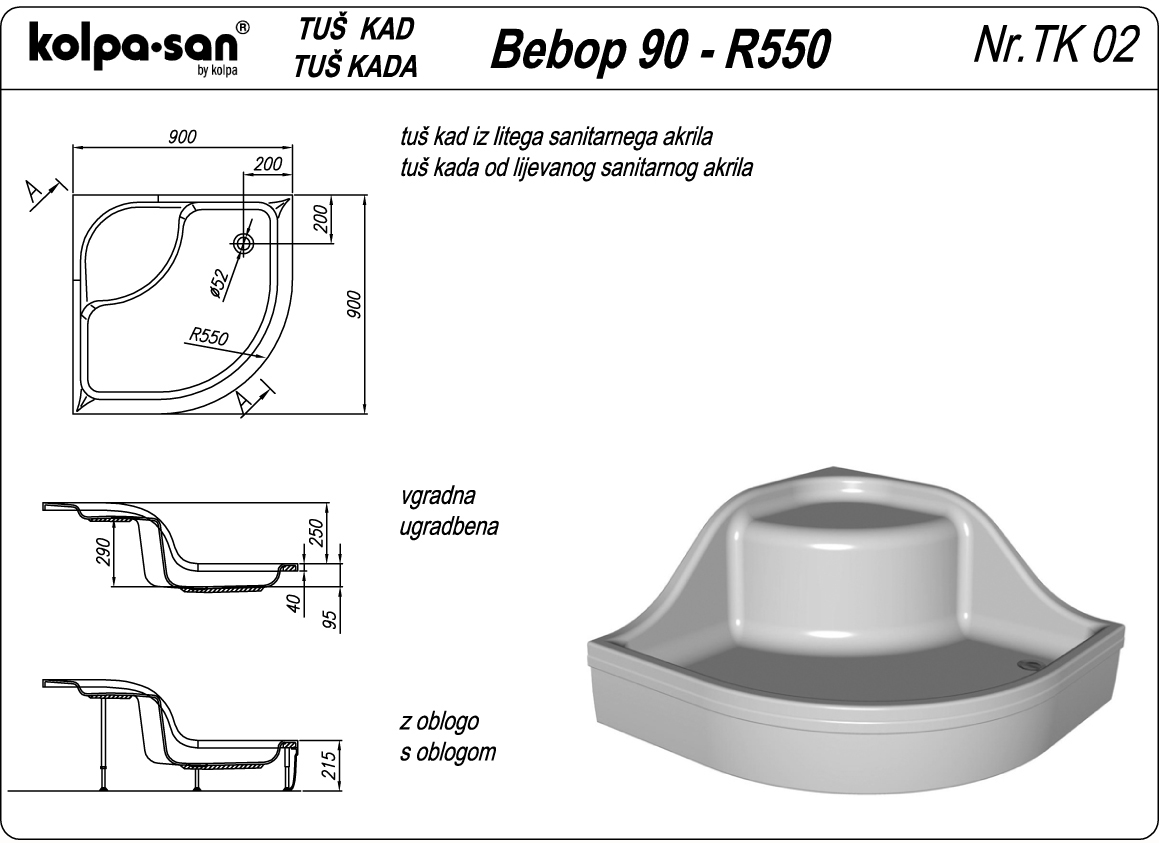 kolpa•san®
by kolpa
TUŠ KAD
TUŠ KADA
Bebop 90 - R550
Nr.TK 02
tuš kad iz litega sanitarnega akrila
tuš kada od lijevanog sanitarnog akrila
900
200
A
200
900
ø52
R550
A
vgradna
ugradbena
250
290
40
95
z oblogo
s oblogom
215